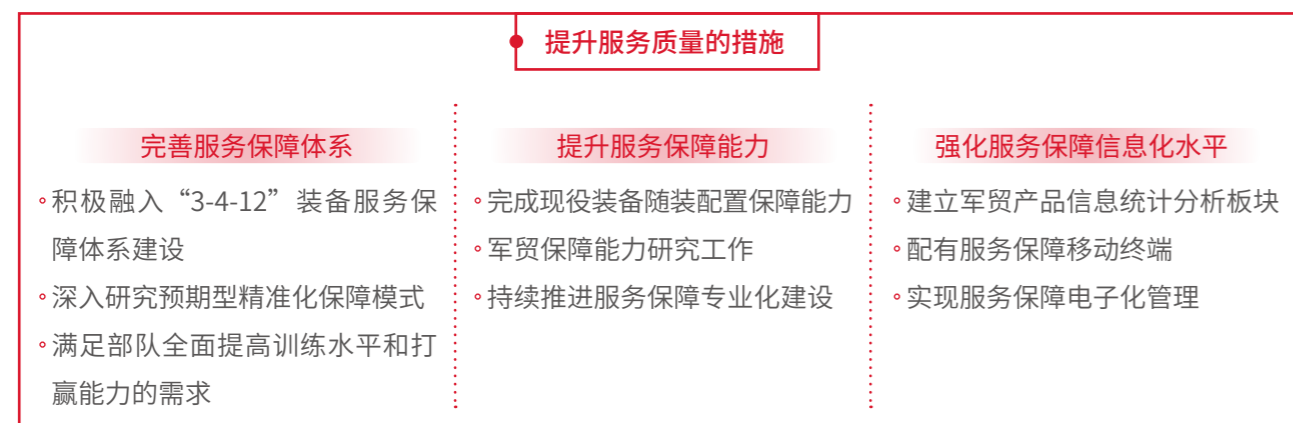 提升服务质量的措施
完善服务保障体系
积极融入“3-4-12”装备服务保
障体系建设
深入研究预期型精准化保障模式
满足部队全面提高训练水平和打
赢能力的需求
提升服务保障能力
完成现役装备随装配置保障能力
军贸保障能力研究工作
持续推进服务保障专业化建设
强化服务保障信息化水平
建立军贸产品信息统计分析板块
配有服务保障移动终端
实现服务保障电子化管理